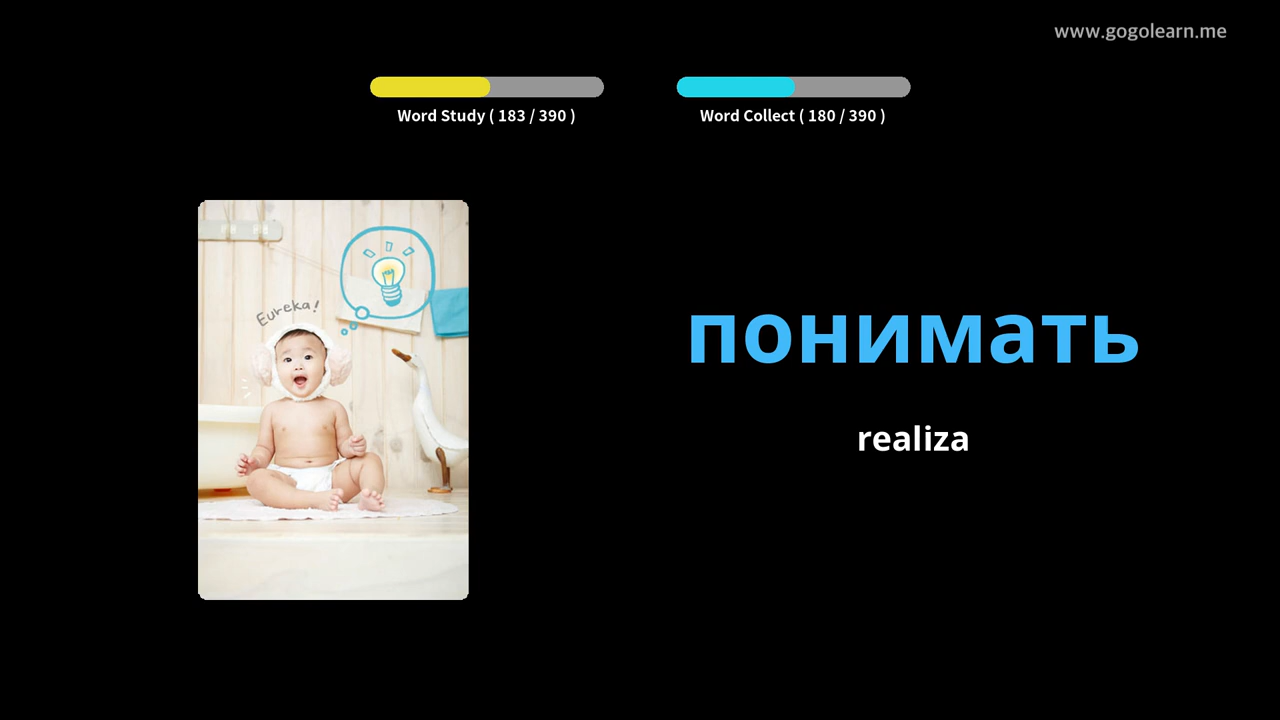 www.gogolearn.me
Word Study ( 183 / 390 )
Word Collect ( 180 / 390 )
Eureka!
понимать
realiza